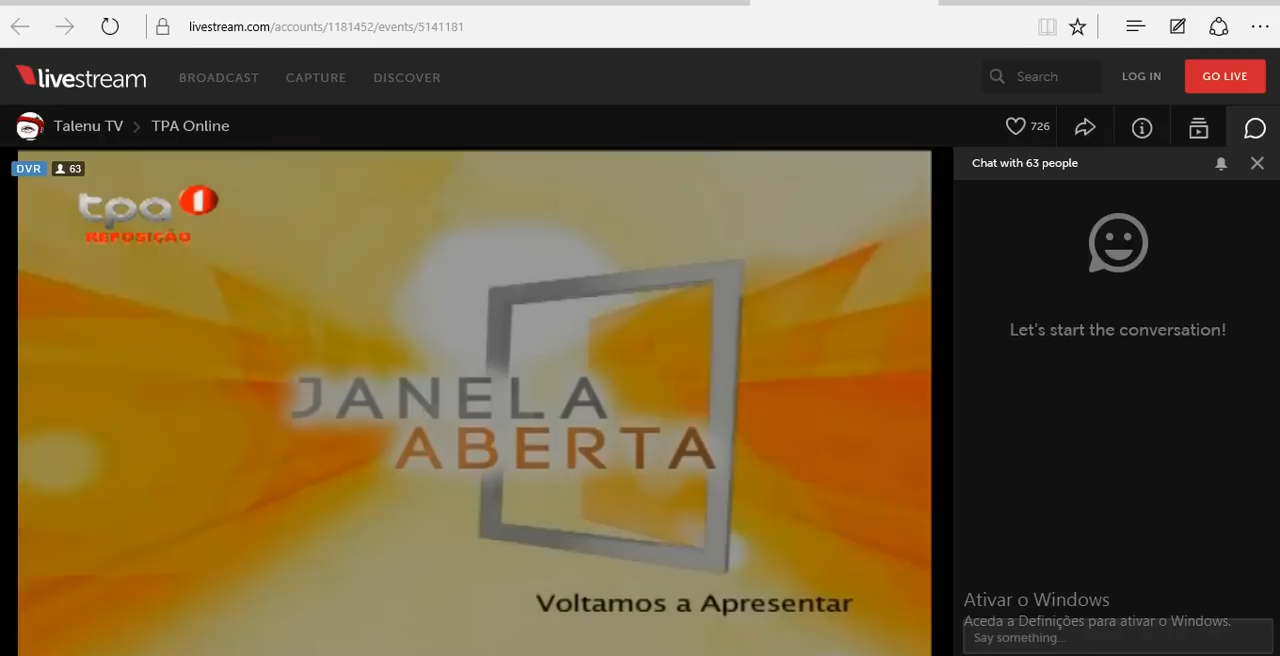 livestream.com/accounts/1181452/events/5141181
livestream BROADCAST CAPTURE DISCOVER Search LOG IN GO LIVE
Talenu TV TPA Online 726
DVR 63
Chat with 63 people
tpa 1
REPOSIÇÃO
Let's start the conversation!
JANELA
ABERTA
Voltamos a Apresentar
Ativar o Windows
Aceda a Definições para ativar o Windows.
Say something...